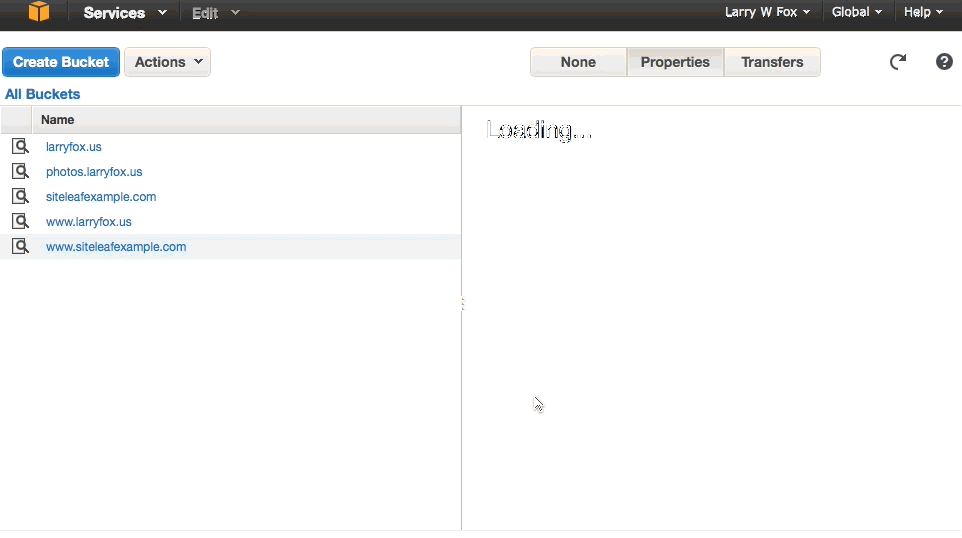 Services Edit Larry W Fox Global Help
Create Bucket Actions None Properties Transfers
All Buckets
Name
Loading...
larryfox.us
photos.larryfox.us
siteleafexample.com
www.larryfox.us
www.siteleafexample.com